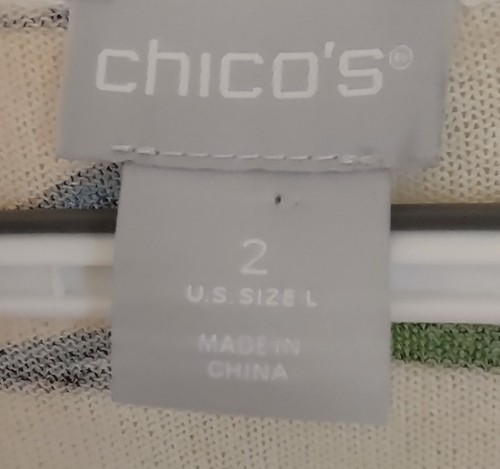 chico's®
2
U.S. SIZE L
MADE IN
CHINA